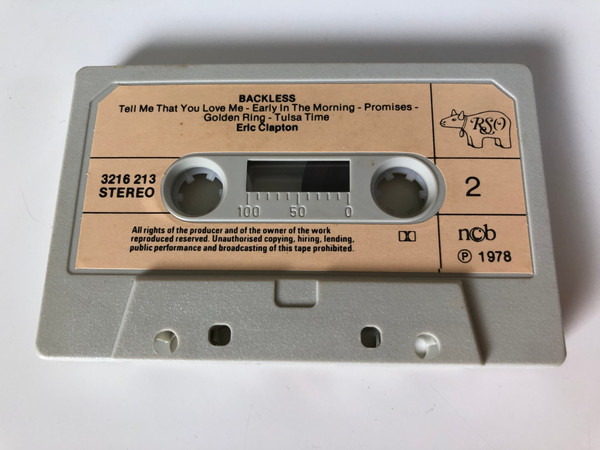 BACKLESS
Tell Me That You Love Me - Early In The Morning - Promises -
Golden Ring - Tulsa Time
Eric Clapton
RSO
3216 213
STEREO
100 50 0
2
All rights of the producer and of the owner of the work
reproduced reserved. Unauthorised copying, hiring, lending,
public performance and broadcasting of this tape prohibited.
ncb
℗ 1978